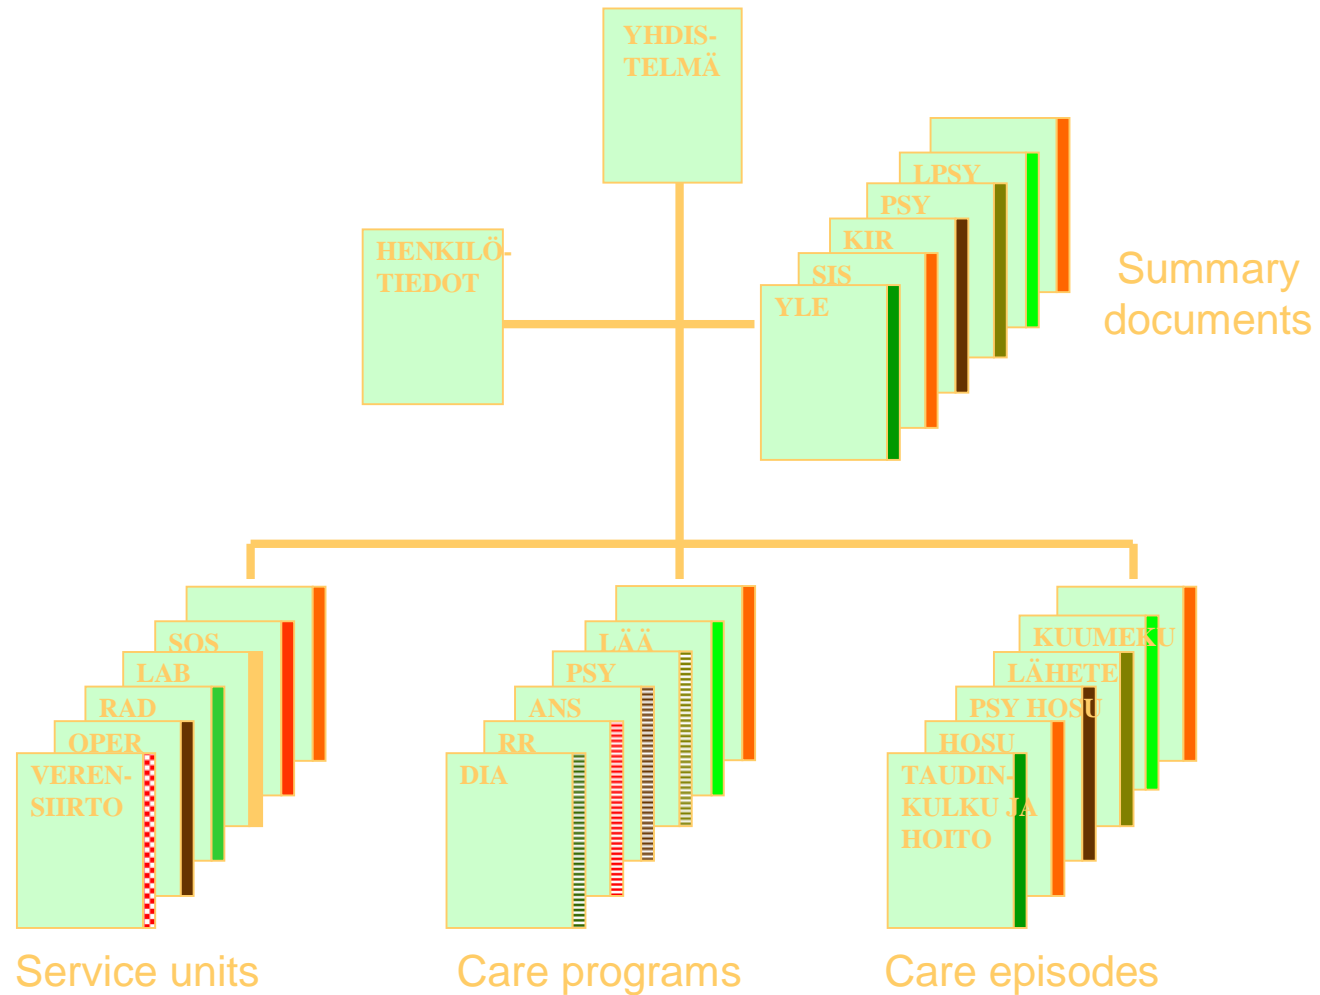 YHDIS-
TELMÄ
HENKILÖ-
TIEDOT
LPSY
PSY
KIR
SIS
YLE
Summary
documents
SOS
LAB
RAD
OPER
VEREN-
SIIRTO
Service units
LÄÄ
PSY
ANS
RR
DIA
Care programs
KUUMEKU
LÄHETE
PSY HOSU
HOSU
TAUDIN-
KULKU JA
HOITO
Care episodes